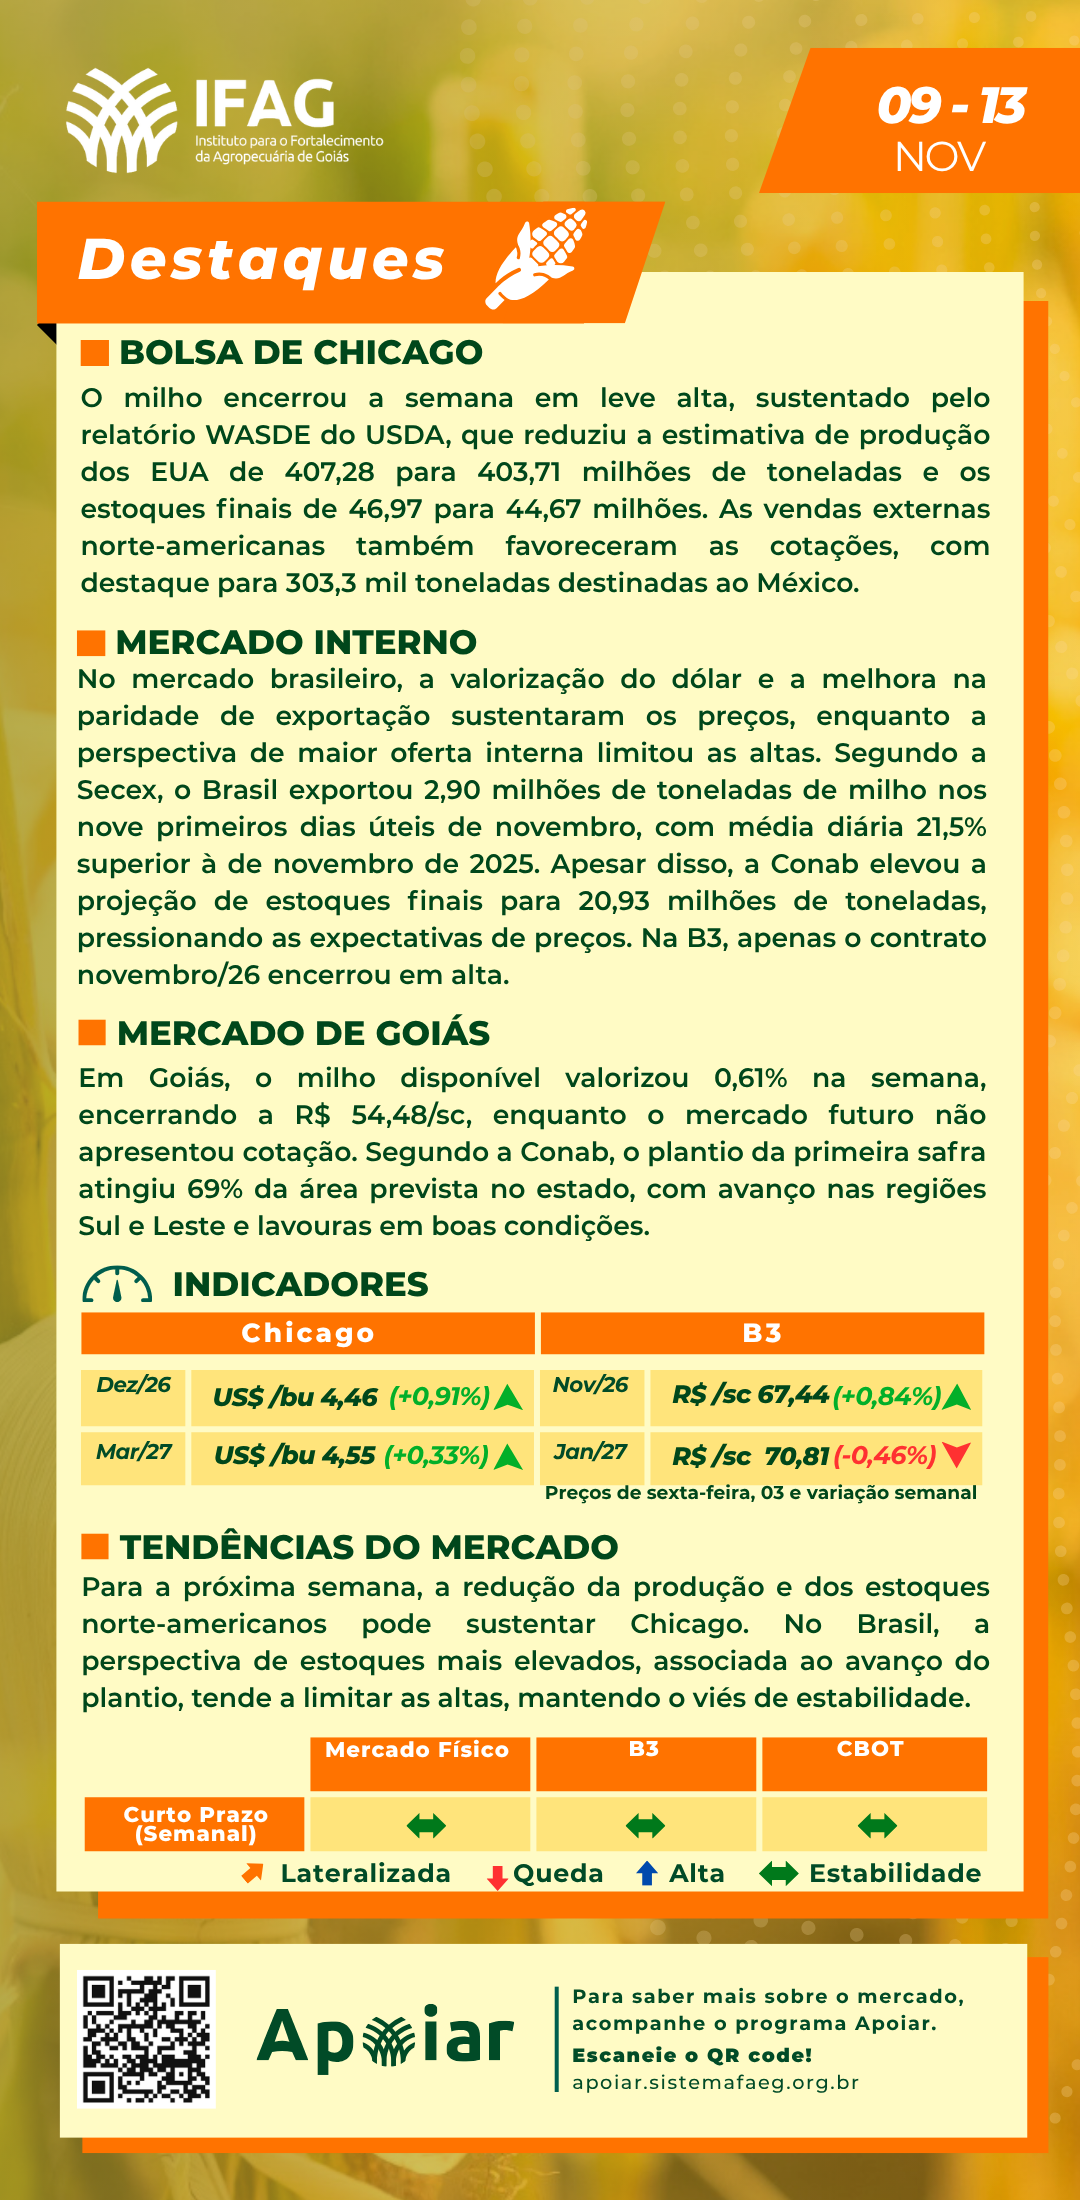 IFAG
Instituto para o Fortalecimento
da Agropecuária de Goiás
09 - 13
NOV
Destaques
BOLSA DE CHICAGO
O milho encerrou a semana em leve alta, sustentado pelo
relatório WASDE do USDA, que reduziu a estimativa de produção
dos EUA de 407,28 para 403,71 milhões de toneladas e os
estoques finais de 46,97 para 44,67 milhões. As vendas externas
norte-americanas também favoreceram as cotações, com
destaque para 303,3 mil toneladas destinadas ao México.
MERCADO INTERNO
No mercado brasileiro, a valorização do dólar e a melhora na
paridade de exportação sustentaram os preços, enquanto a
perspectiva de maior oferta interna limitou as altas. Segundo a
Secex, o Brasil exportou 2,90 milhões de toneladas de milho nos
nove primeiros dias úteis de novembro, com média diária 21,5%
superior à de novembro de 2025. Apesar disso, a Conab elevou a
projeção de estoques finais para 20,93 milhões de toneladas,
pressionando as expectativas de preços. Na B3, apenas o contrato
novembro/26 encerrou em alta.
MERCADO DE GOIÁS
Em Goiás, o milho disponível valorizou 0,61% na semana,
encerrando a R$ 54,48/sc, enquanto o mercado futuro não
apresentou cotação. Segundo a Conab, o plantio da primeira safra
atingiu 69% da área prevista no estado, com avanço nas regiões
Sul e Leste e lavouras em boas condições.
INDICADORES
Chicago B3
Dez/26 US$ /bu 4,46 (+0,91%) Nov/26 R$ /sc 67,44 (+0,84%)
Mar/27 US$ /bu 4,55 (+0,33%) Jan/27 R$ /sc 70,81 (-0,46%)
Preços de sexta-feira, 03 e variação semanal
TENDÊNCIAS DO MERCADO
Para a próxima semana, a redução da produção e dos estoques
norte-americanos pode sustentar Chicago. No Brasil, a
perspectiva de estoques mais elevados, associada ao avanço do
plantio, tende a limitar as altas, mantendo o viés de estabilidade.
Mercado Físico B3 CBOT
Curto Prazo
(Semanal)
Lateralizada Queda Alta Estabilidade
Apoiar
Para saber mais sobre o mercado,
acompanhe o programa Apoiar.
Escaneie o QR code!
apoiar.sistemafaeg.org.br